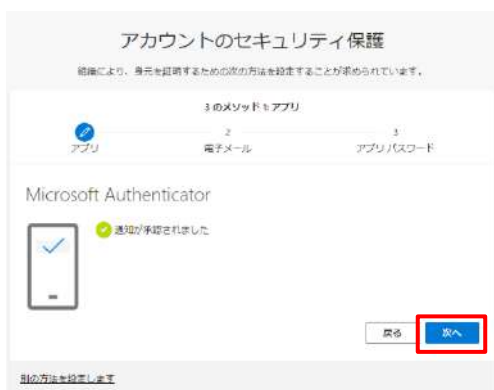 アカウントのセキュリティ保護
組織により、身元を証明するための次の方法を設定することが求められています。
3 のメソッド 1: アプリ
アプリ
2
電子メール
3
アプリ パスワード
Microsoft Authenticator
通知が承認されました
戻る
次へ
別の方法を設定します